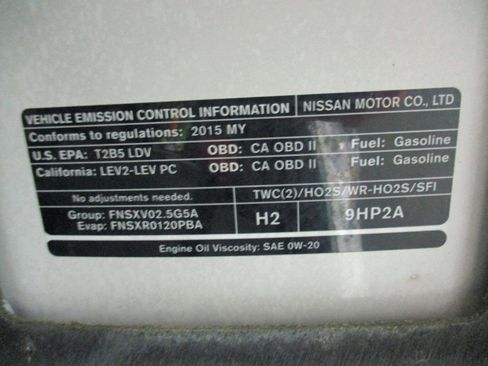 VEHICLE EMISSION CONTROL INFORMATION NISSAN MOTOR CO., LTD
Conforms to regulations: 2015 MY
U.S. EPA: T2B5 LDV OBD: CA OBD II Fuel: Gasoline
California: LEV2-LEV PC OBD: CA OBD II Fuel: Gasoline
No adjustments needed. TWC(2)/HO2S/WR-HO2S/SFI
Group: FNSXV02.5G5A H2 9HP2A
Evap: FNSXR0120PBA
Engine Oil Viscosity: SAE 0W-20